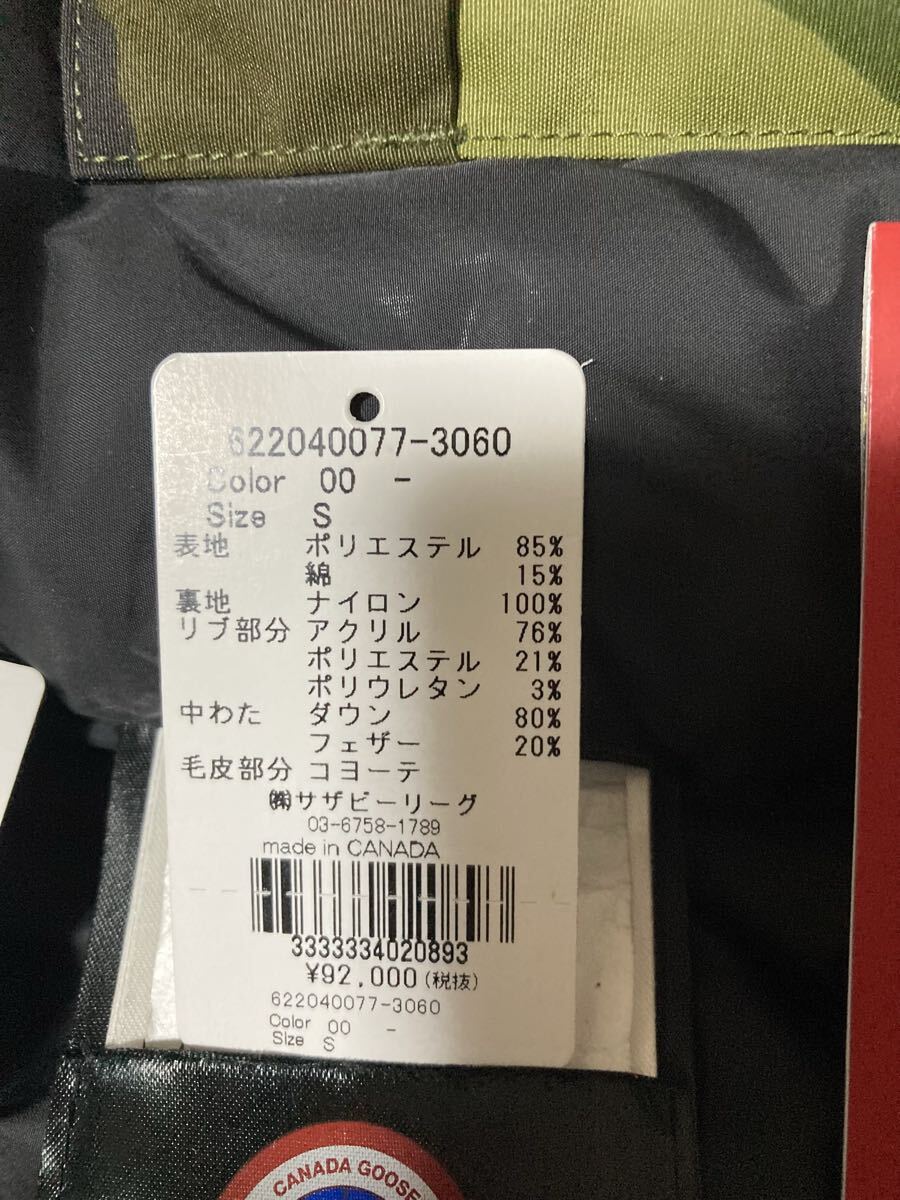 622040077-3060
Color 00 -
Size S
表地 ポリエステル 85%
綿 15%
裏地 ナイロン 100%
リブ部分 アクリル 76%
ポリエステル 21%
ポリウレタン 3%
中わた ダウン 80%
フェザー 20%
毛皮部分 コヨーテ
㈱サザビーリーグ
03-6758-1789
made in CANADA
3333334020893
¥92,000(税抜)
622040077-3060
Color 00 -
Size S
CANADA GOOSE